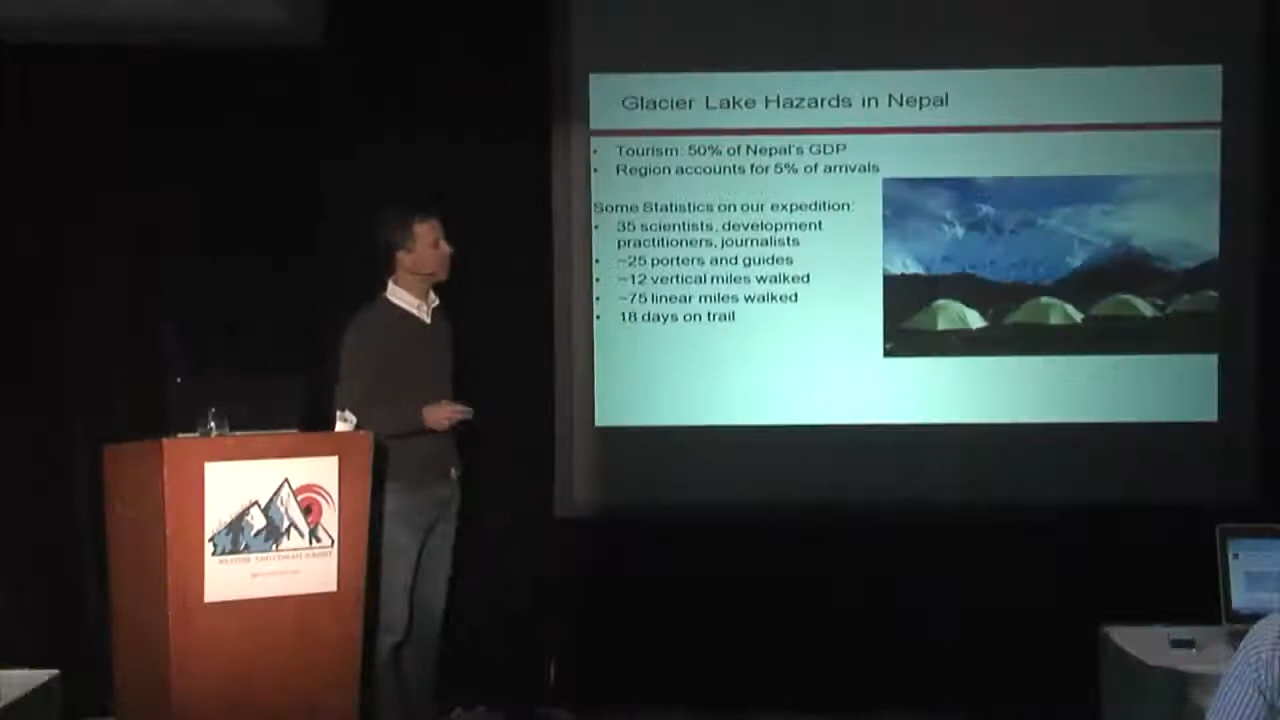 Glacier Lake Hazards in Nepal
• Tourism: 50% of Nepal's GDP
• Region accounts for 5% of arrivals
Some Statistics on our expedition:
• 35 scientists, development
practitioners, journalists
• ~25 porters and guides
• ~12 vertical miles walked
• ~75 linear miles walked
• 18 days on trail